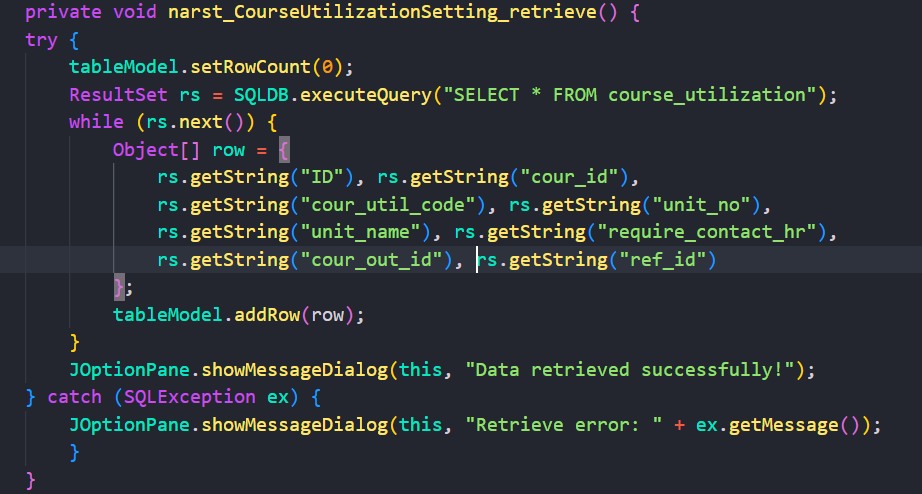 private void narst_CourseUtilizationSetting_retrieve() {
try {
tableModel.setRowCount(0);
ResultSet rs = SQLDB.executeQuery("SELECT * FROM course_utilization");
while (rs.next()) {
Object[] row = {
rs.getString("ID"), rs.getString("cour_id"),
rs.getString("cour_util_code"), rs.getString("unit_no"),
rs.getString("unit_name"), rs.getString("require_contact_hr"),
rs.getString("cour_out_id"), rs.getString("ref_id")
};
tableModel.addRow(row);
}
JOptionPane.showMessageDialog(this, "Data retrieved successfully!");
} catch (SQLException ex) {
JOptionPane.showMessageDialog(this, "Retrieve error: " + ex.getMessage());
}
}